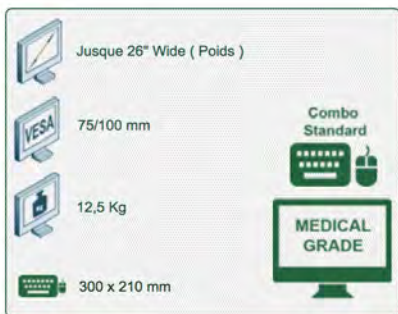 Jusque 26" Wide ( Poids )
VESA
75/100 mm
12,5 Kg
300 x 210 mm
Combo
Standard
MEDICAL
GRADE